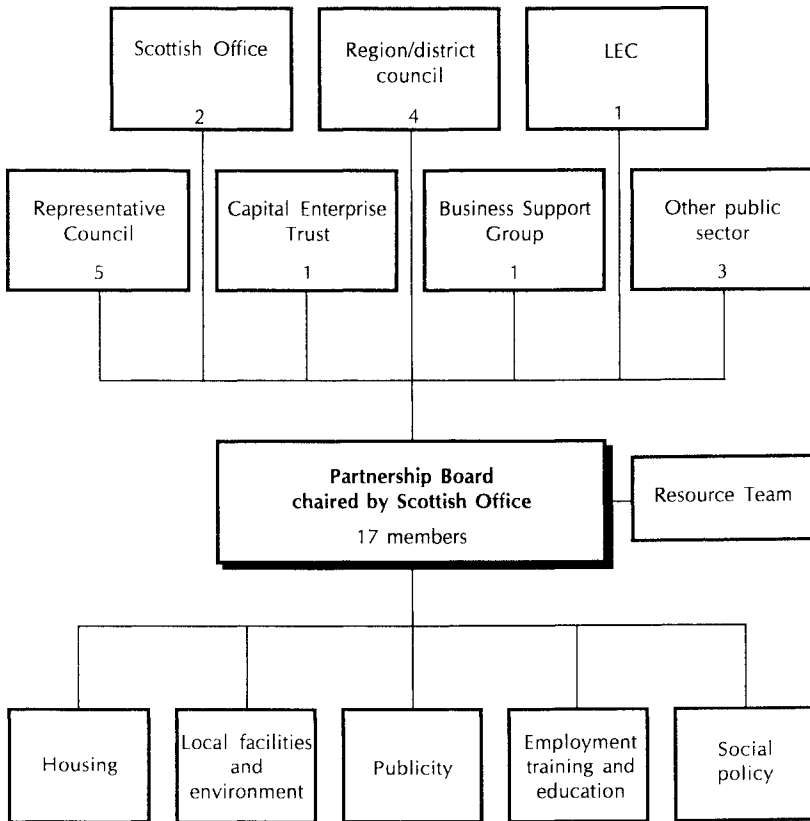 Scottish Office
2
Region/district
council
4
LEC
1
Representative
Council
5
Capital Enterprise
Trust
1
Business Support
Group
1
Other public
sector
3
Partnership Board
chaired by Scottish Office
17 members
Resource Team
Housing
Local facilities
and
environment
Publicity
Employment
training and
education
Social
policy